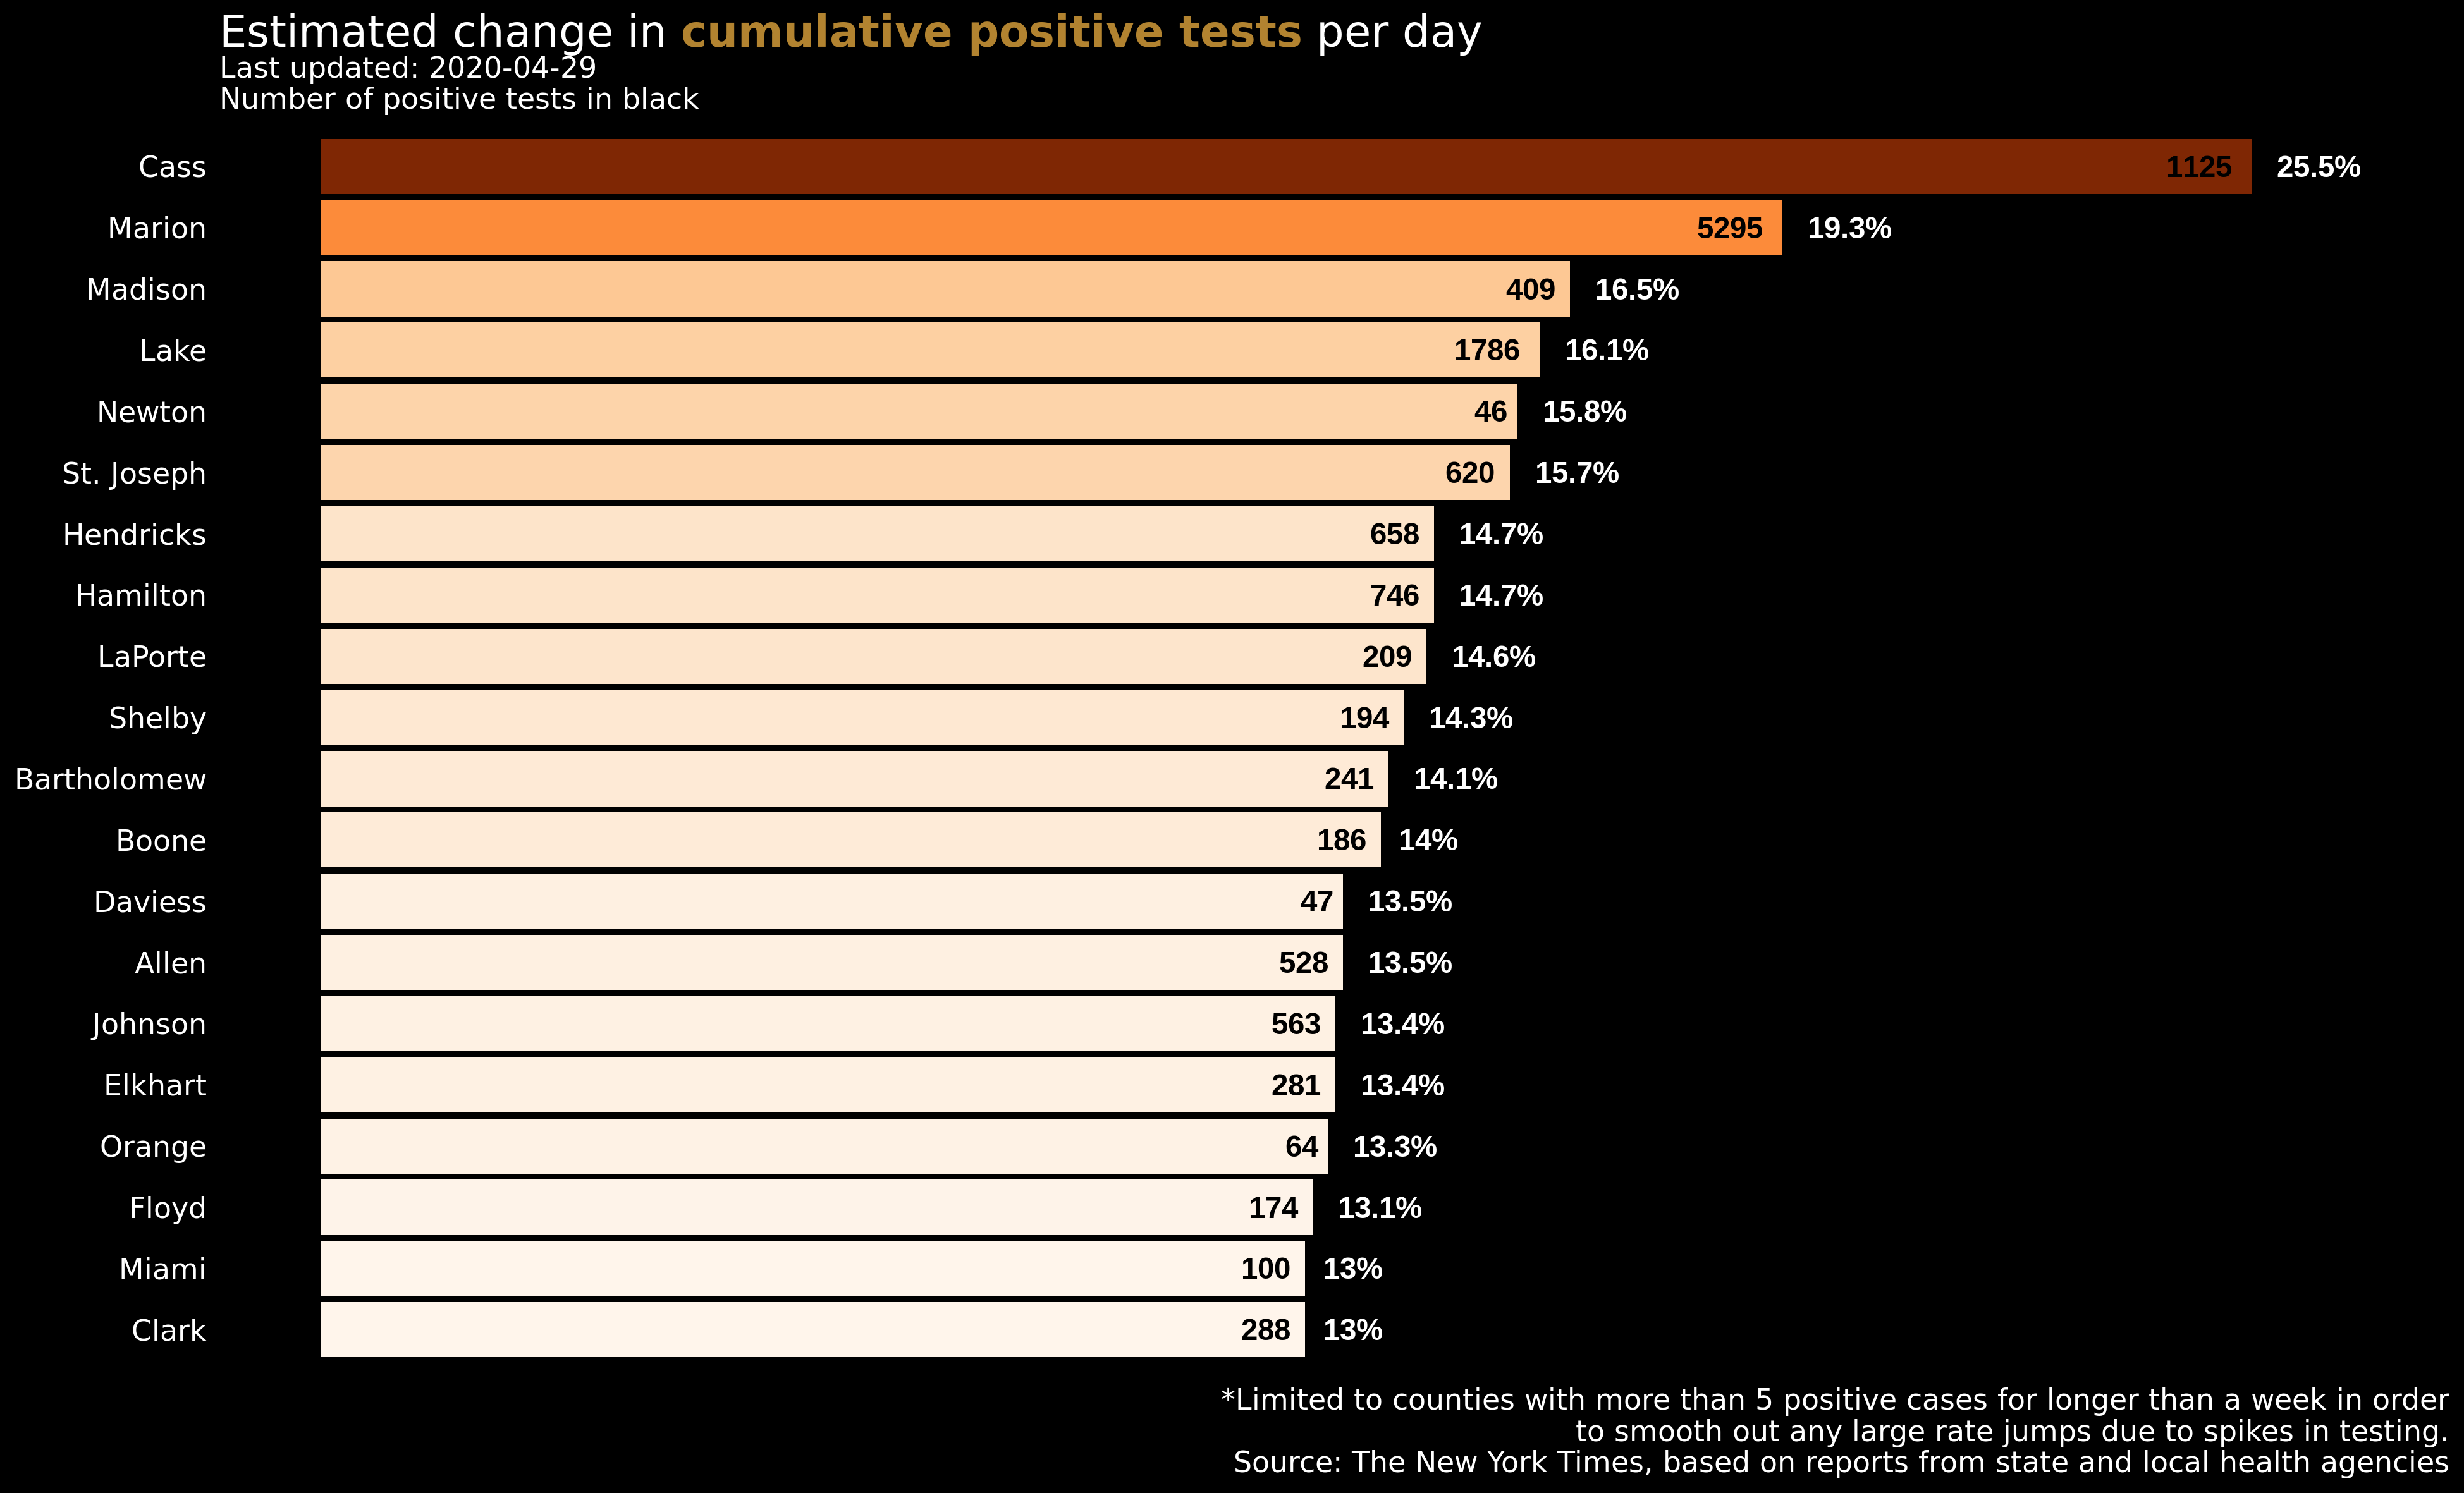 Estimated change in cumulative positive tests per day
Last updated: 2020-04-29
Number of positive tests in black
Cass 1125 25.5%
Marion 5295 19.3%
Madison 409 16.5%
Lake 1786 16.1%
Newton 46 15.8%
St. Joseph 620 15.7%
Hendricks 658 14.7%
Hamilton 746 14.7%
LaPorte 209 14.6%
Shelby 194 14.3%
Bartholomew 241 14.1%
Boone 186 14%
Daviess 47 13.5%
Allen 528 13.5%
Johnson 563 13.4%
Elkhart 281 13.4%
Orange 64 13.3%
Floyd 174 13.1%
Miami 100 13%
Clark 288 13%
*Limited to counties with more than 5 positive cases for longer than a week in order
to smooth out any large rate jumps due to spikes in testing.
Source: The New York Times, based on reports from state and local health agencies